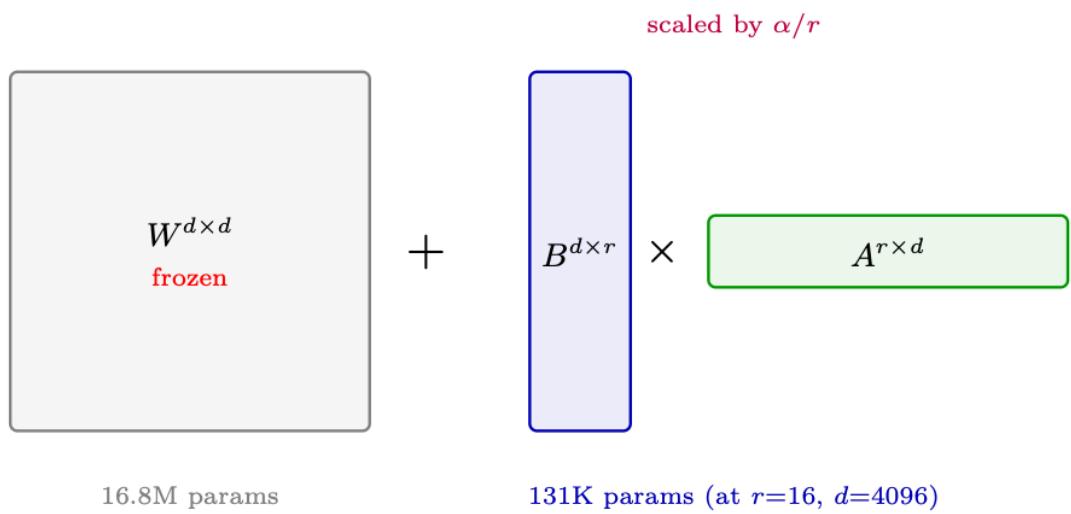 scaled by α/r
W^{d×d}
frozen
+
B^{d×r} × A^{r×d}
16.8M params
131K params (at r=16, d=4096)